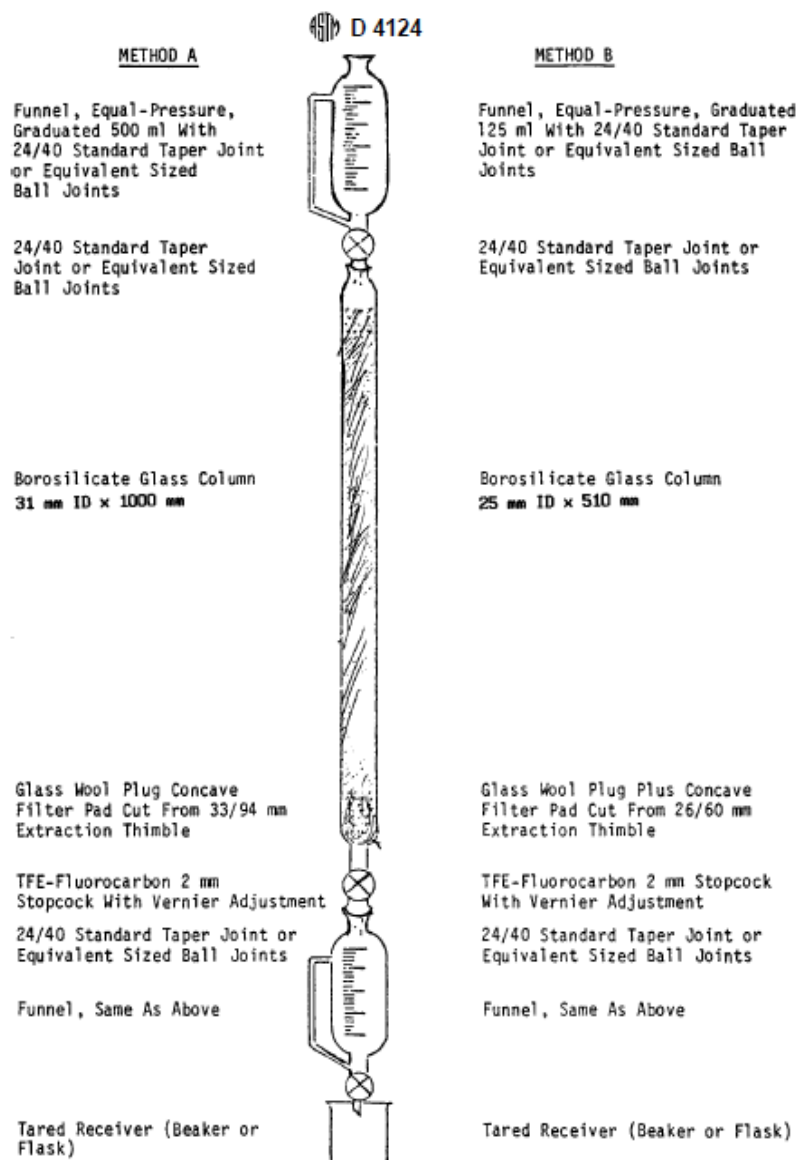 ASTM D 4124
METHOD A
Funnel, Equal-Pressure,
Graduated 500 ml With
24/40 Standard Taper Joint
or Equivalent Sized
Ball Joints
24/40 Standard Taper
Joint or Equivalent Sized
Ball Joints
Borosilicate Glass Column
31 mm ID x 1000 mm
Glass Wool Plug Concave
Filter Pad Cut From 33/94 mm
Extraction Thimble
TFE-Fluorocarbon 2 mm
Stopcock With Vernier Adjustment
24/40 Standard Taper Joint or
Equivalent Sized Ball Joints
Funnel, Same As Above
Tared Receiver (Beaker or
Flask)
METHOD B
Funnel, Equal-Pressure, Graduated
125 ml With 24/40 Standard Taper
Joint or Equivalent Sized Ball
Joints
24/40 Standard Taper Joint or
Equivalent Sized Ball Joints
Borosilicate Glass Column
25 mm ID x 510 mm
Glass Wool Plug Plus Concave
Filter Pad Cut From 26/60 mm
Extraction Thimble
TFE-Fluorocarbon 2 mm Stopcock
With Vernier Adjustment
24/40 Standard Taper Joint or
Equivalent Sized Ball Joints
Funnel, Same As Above
Tared Receiver (Beaker or Flask)